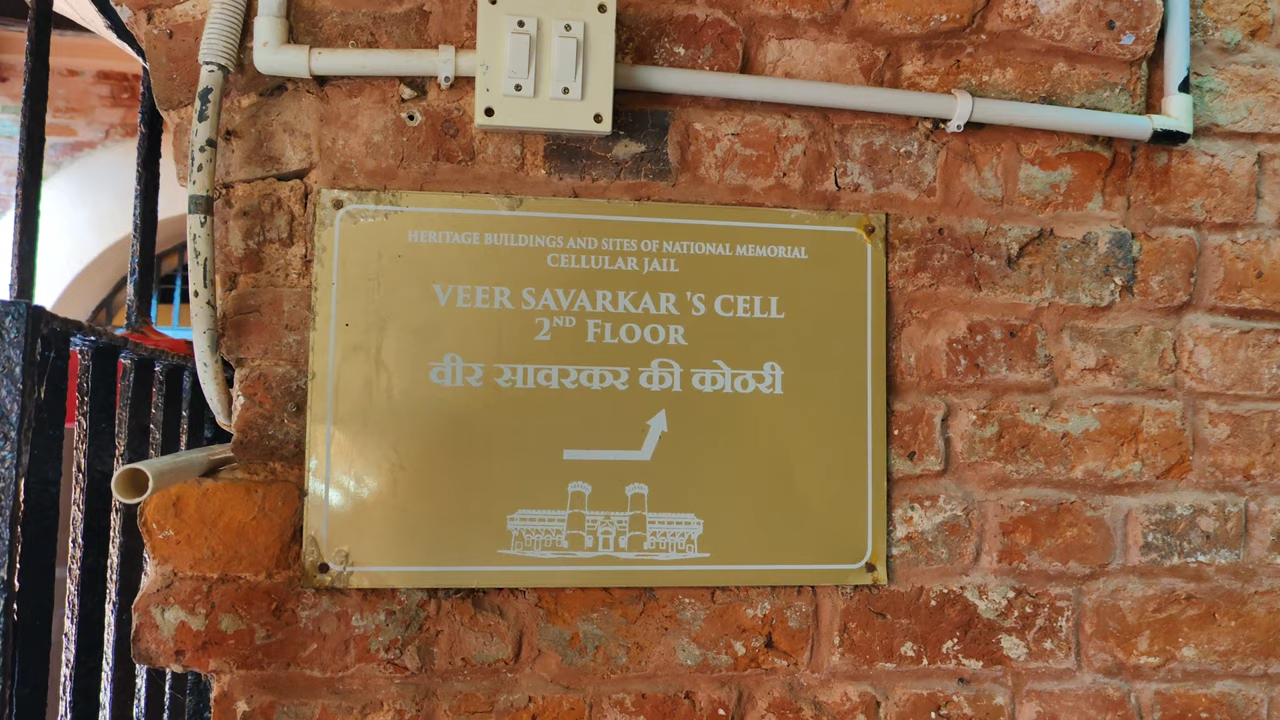 HERITAGE BUILDINGS AND SITES OF NATIONAL MEMORIAL
CELLULAR JAIL
VEER SAVARKAR 'S CELL
2ND FLOOR
वीर सावरकर की कोठरी